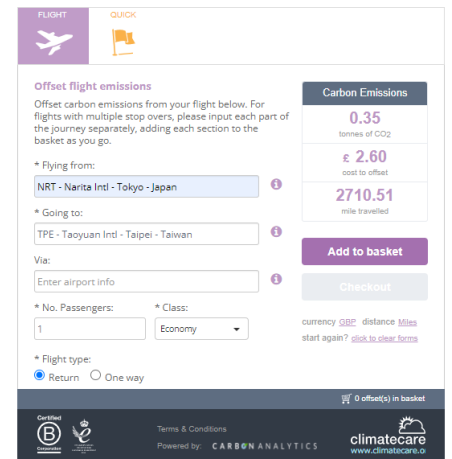 FLIGHT
QUICK
Offset flight emissions
Offset carbon emissions from your flight below. For
flights with multiple stop overs, please input each part of
the journey separately, adding each section to the
basket as you go.
* Flying from:
NRT - Narita Intl - Tokyo - Japan
* Going to:
TPE - Taoyuan Intl - Taipei - Taiwan
Via:
Enter airport info
* No. Passengers:
* Class:
1
Economy
* Flight type:
Return
One way
Carbon Emissions
0.35
tonnes of CO2
£ 2.60
cost to offset
2710.51
mile travelled
Add to basket
Checkout
currency GBP distance Miles
start again? click to clear forms
0 offset(s) in basket
Certified
B
Corporation
Terms & Conditions
Powered by: CARBON ANALYTICS
climatecare
www.climatecare.o